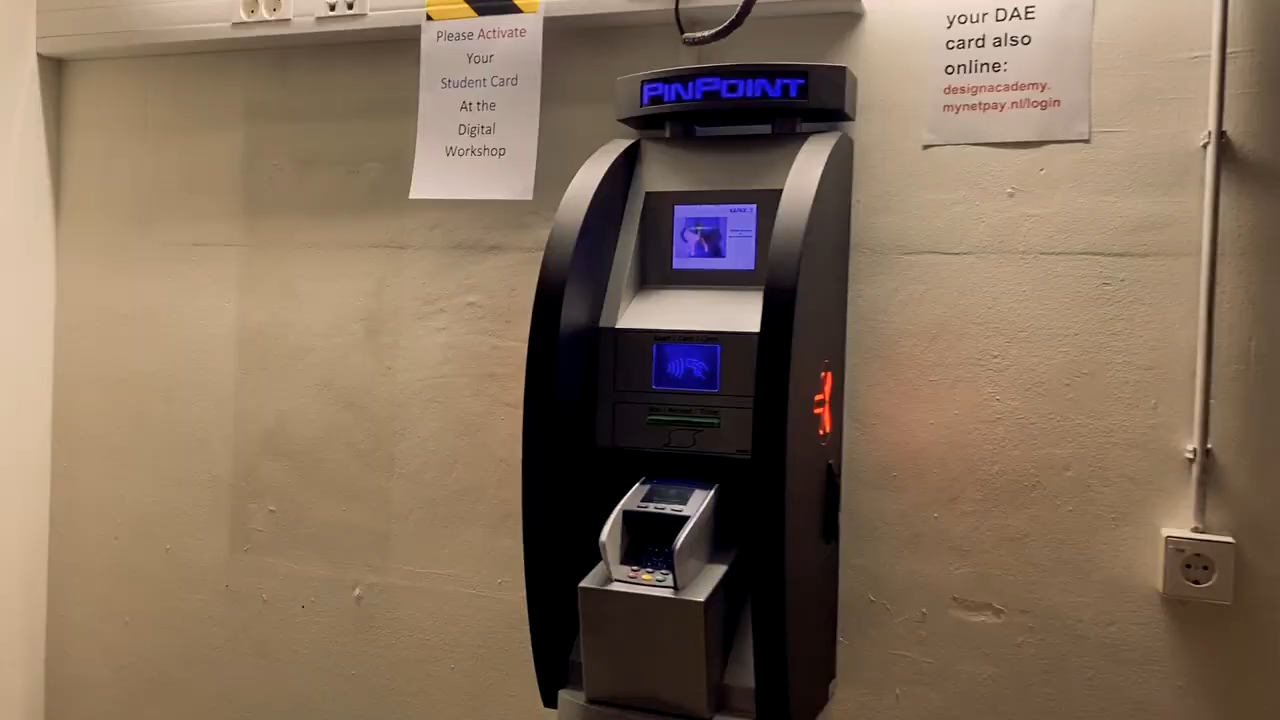 Please Activate
Your
Student Card
At the
Digital
Workshop
PINPOINT
your DAE
card also
online:
designacademy.
mynetpay.nl/login